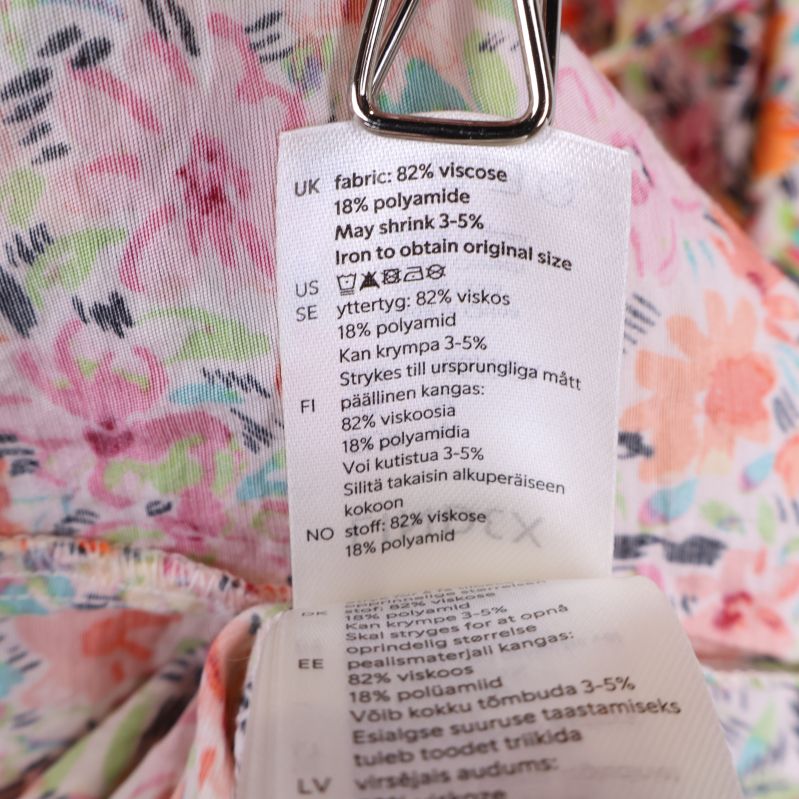 UK fabric: 82% viscose
18% polyamide
May shrink 3-5%
Iron to obtain original size
US
SE yttertyg: 82% viskos
18% polyamid
Kan krympa 3-5%
Strykes till ursprungliga mått
FI päällinen kangas:
82% viskoosia
18% polyamidia
Voi kutistua 3-5%
Silitä takaisin alkuperäiseen
kokoon
NO stoff: 82% viskose
18% polyamid
opprinnelige størrelsen
DK stof: 82% viskose
18% polyamid
Kan krympe 3-5%
Skal stryges for at opnå
oprindelig størrelse
EE pealismaterjali kangas:
82% viskoos
18% polüamiid
Võib kokku tõmbuda 3-5%
Esialgse suuruse taastamiseks
tuleb toodet triikida
LV virsējais audums:
viskoze